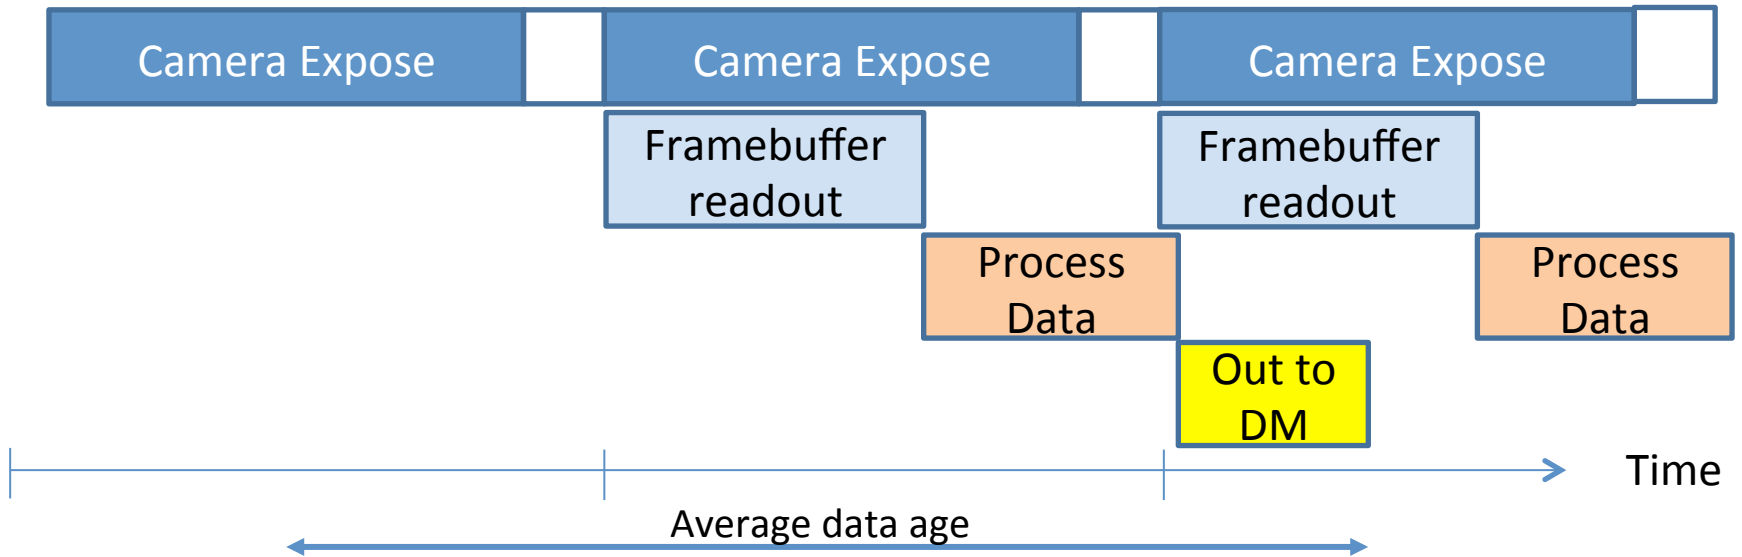 Camera Expose
Camera Expose
Camera Expose
Framebuffer
readout
Framebuffer
readout
Process
Data
Process
Data
Out to
DM
Time
Average data age